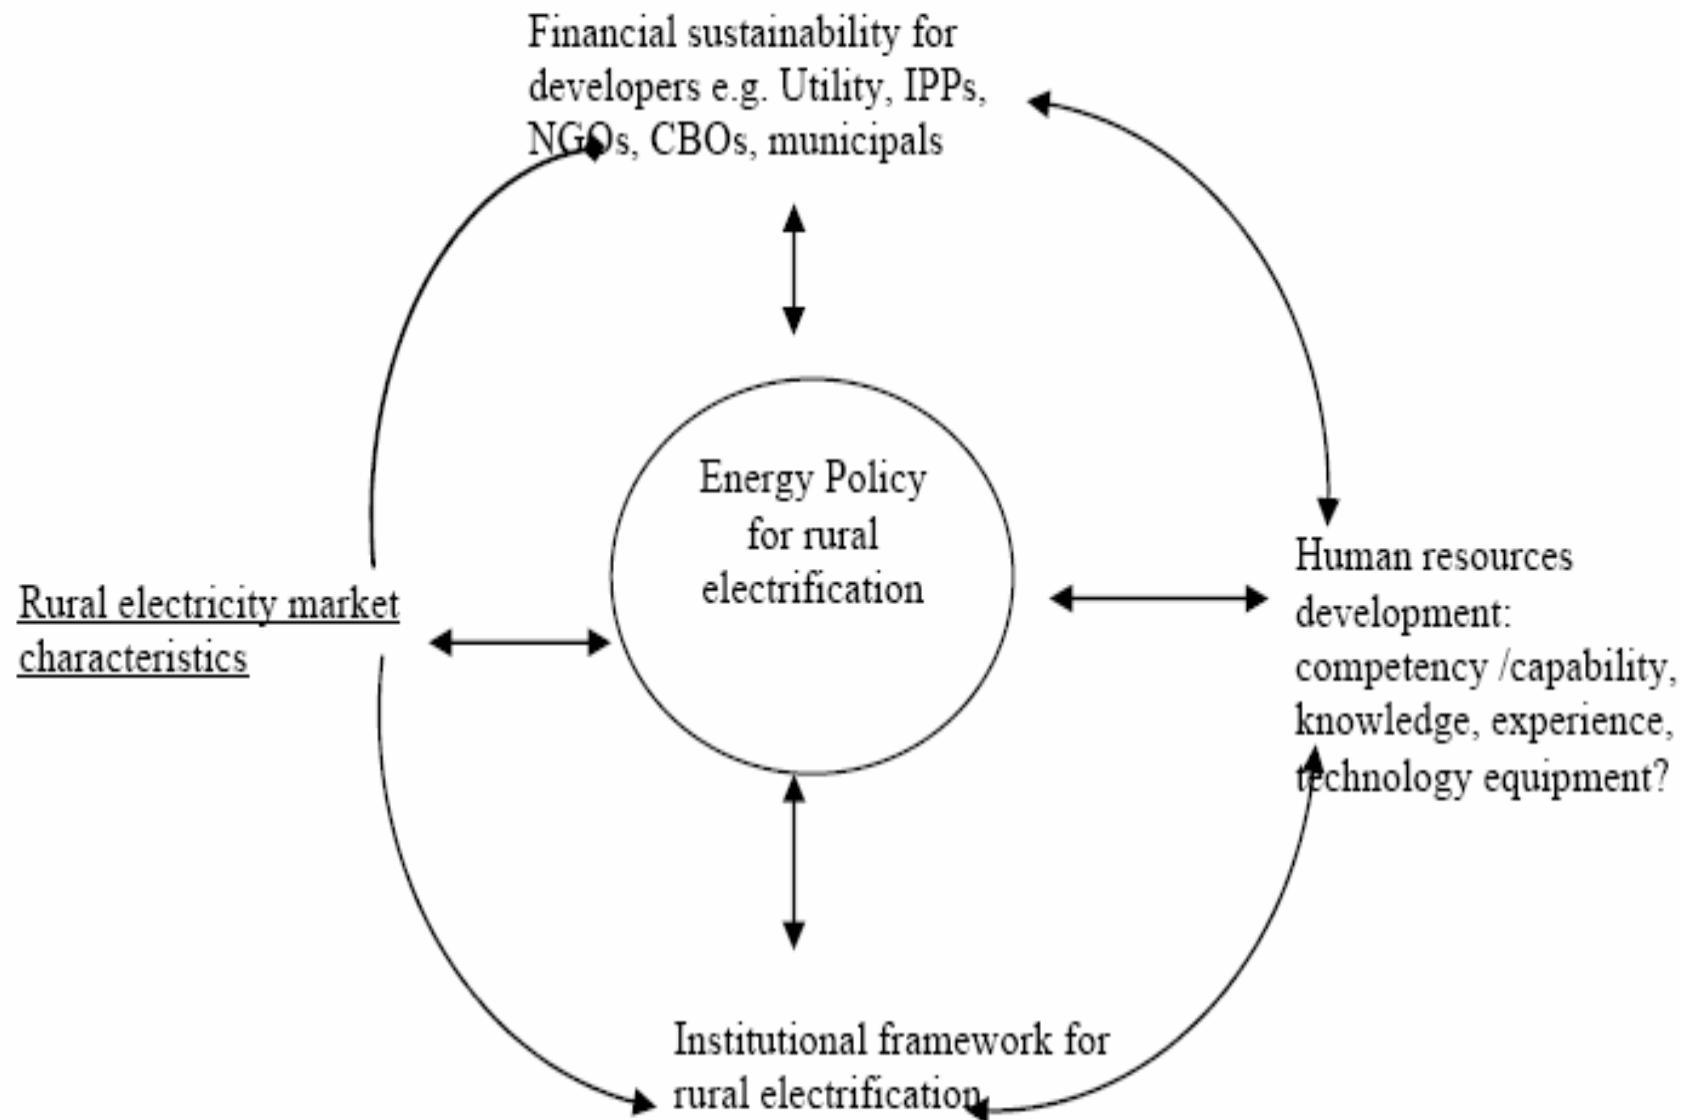 Financial sustainability for
developers e.g. Utility, IPPs,
NGOs, CBOs, municipals
Energy Policy
for rural
electrification
Rural electricity market
characteristics
Human resources
development:
competency /capability,
knowledge, experience,
technology equipment?
Institutional framework for
rural electrification